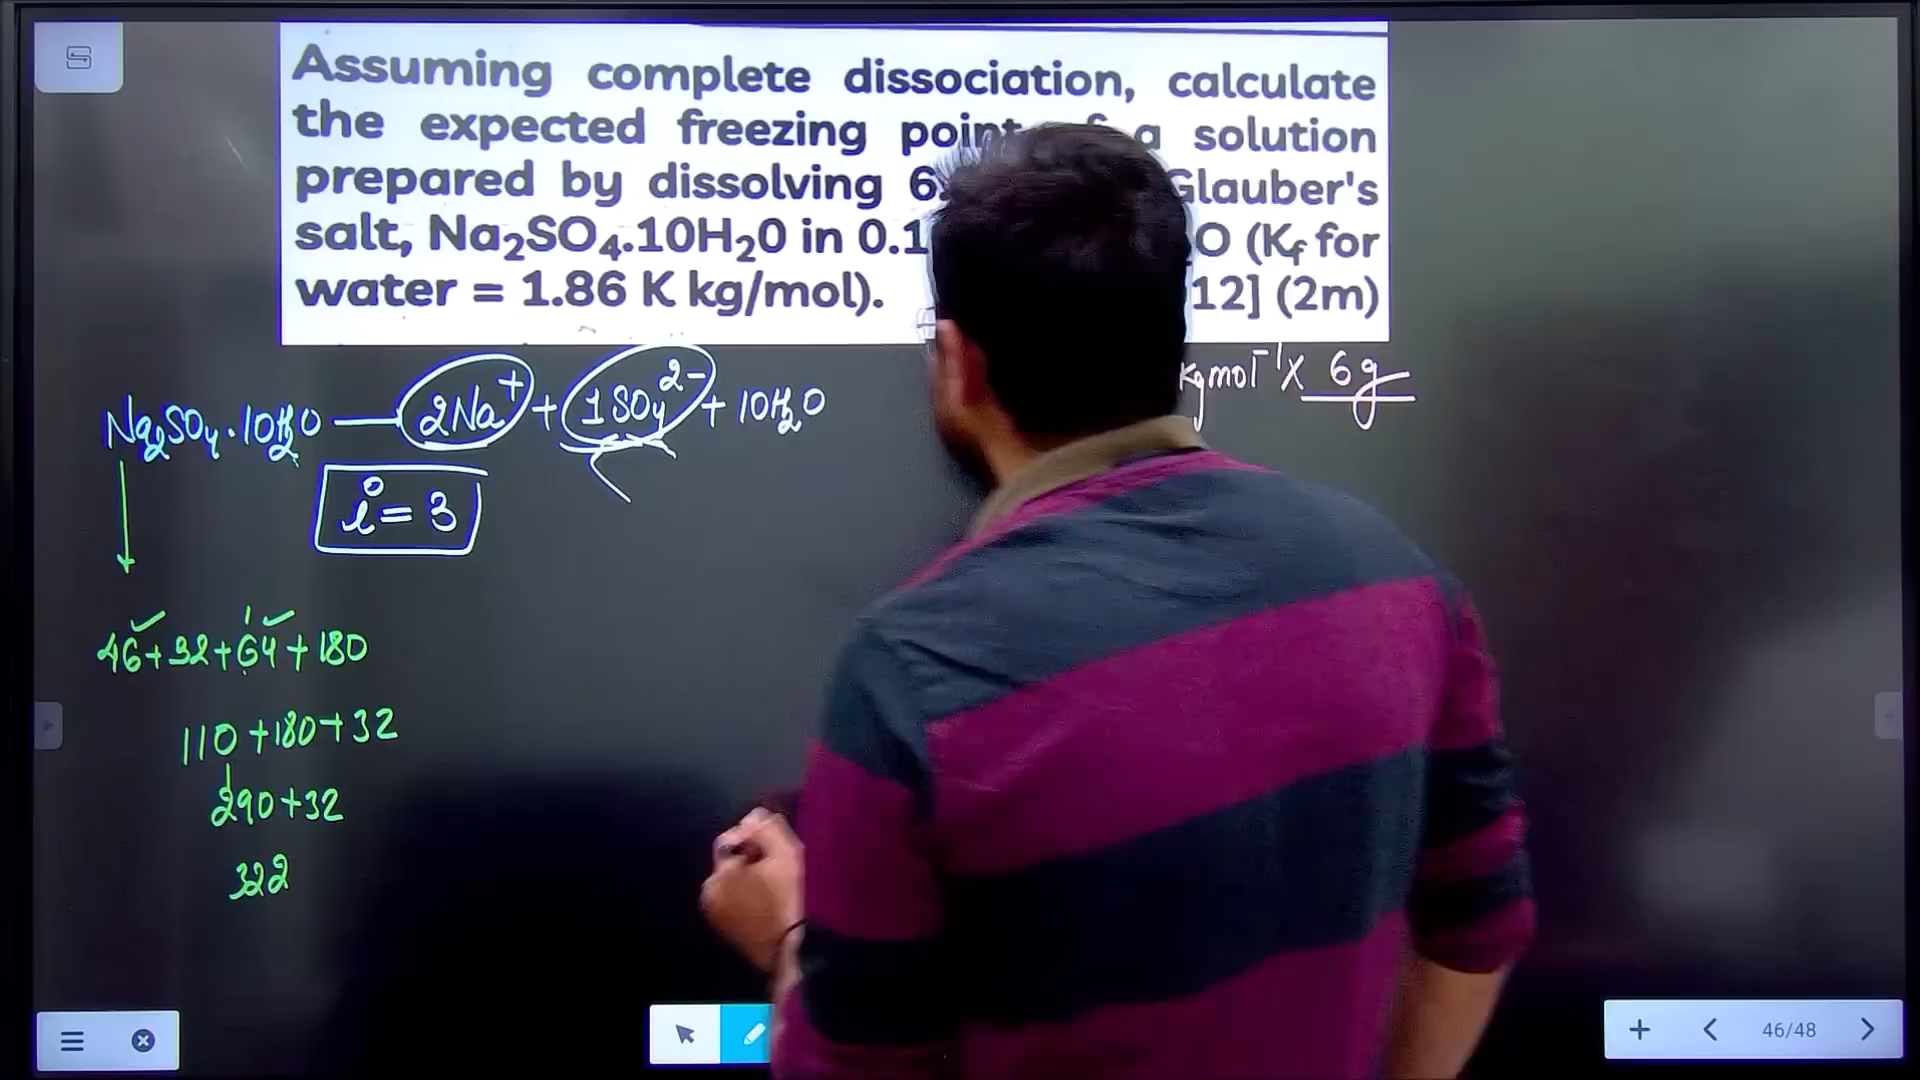 Assuming complete dissociation, calculate
the expected freezing point a solution
prepared by dissolving 6. Glauber's
salt, Na₂SO₄.10H₂0 in 0.1 O (Kf for
water = 1.86 K kg/mol). 12] (2m)
Na₂SO₄.10H₂O — 2Na⁺ + 1SO₄²⁻ + 10H₂O
kgmol⁻¹ X 6g
i = 3
46+32+64+180
110+180+32
290+32
322
46/48